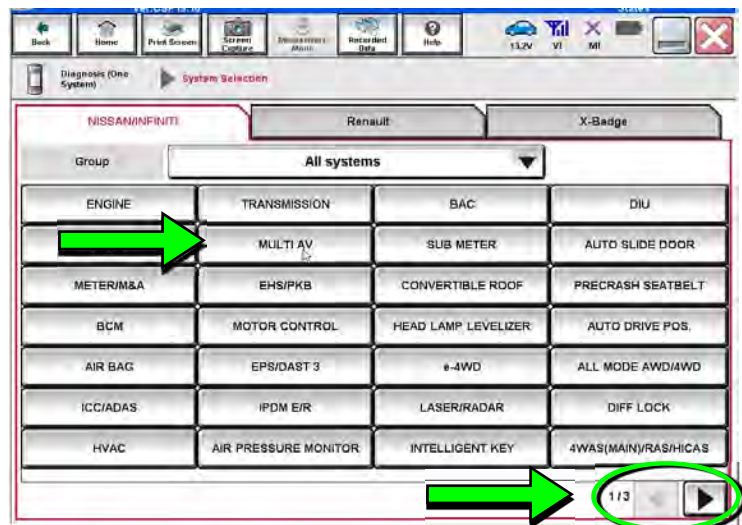 Back
Home
Print Screen
Screen Capture
Measurement Mode
Recorded Data
Help
13.2V
VI
MI
Diagnosis (One System)
System Selection
NISSAN/INFINITI
Renault
X-Badge
Group
All systems
ENGINE
TRANSMISSION
BAC
DIU
MULTI AV
SUB METER
AUTO SLIDE DOOR
METER/M&A
EHS/PKB
CONVERTIBLE ROOF
PRECRASH SEATBELT
BCM
MOTOR CONTROL
HEAD LAMP LEVELIZER
AUTO DRIVE POS.
AIR BAG
EPS/DAST 3
e-4WD
ALL MODE AWD/4WD
ICC/ADAS
IPDM E/R
LASER/RADAR
DIFF LOCK
HVAC
AIR PRESSURE MONITOR
INTELLIGENT KEY
4WAS(MAIN)/RAS/HICAS
1/3